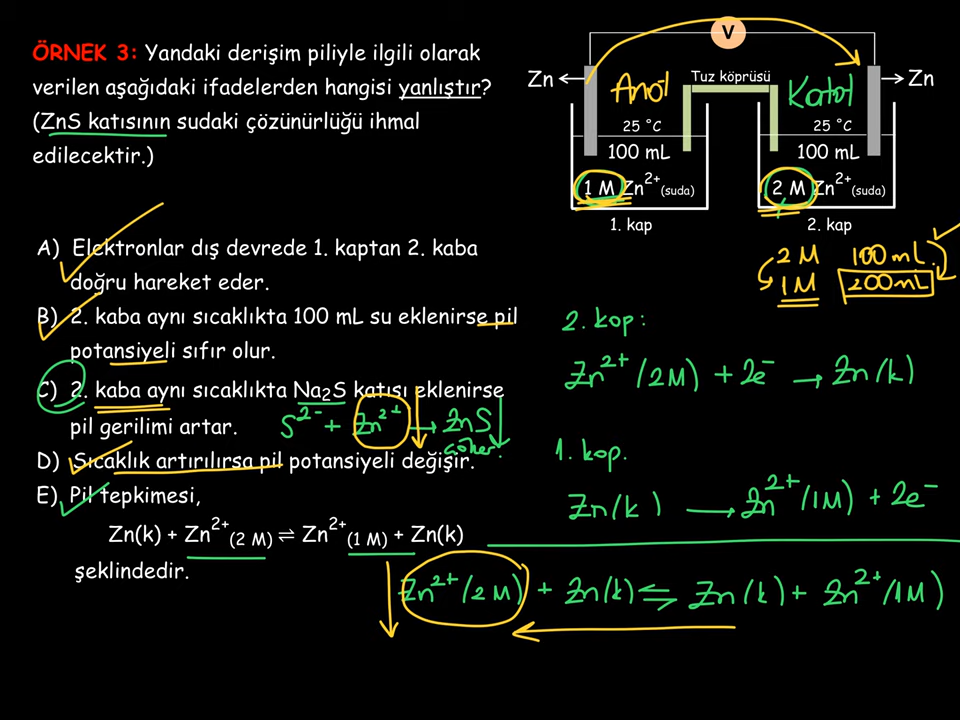 ÖRNEK 3: Yandaki derişim piliyle ilgili olarak
verilen aşağıdaki ifadelerden hangisi yanlıştır?
(ZnS katısının sudaki çözünürlüğü ihmal
edilecektir.)
A) Elektronlar dış devrede 1. kaptan 2. kaba
doğru hareket eder.
B) 2. kaba aynı sıcaklıkta 100 mL su eklenirse pil
potansiyeli sıfır olur.
C) 2. kaba aynı sıcaklıkta Na₂S katısı eklenirse
pil gerilimi artar.
S²⁻ + Zn²⁺ → ZnS
çöker.
D) Sıcaklık artırılırsa pil potansiyeli değişir.
E) Pil tepkimesi,
Zn(k) + Zn²⁺(2 M) ⇌ Zn²⁺(1 M) + Zn(k)
şeklindedir.
V
Zn
Anot
Tuz köprüsü
Katot
Zn
25 °C
25 °C
100 mL
100 mL
1 M Zn²⁺(suda)
2 M Zn²⁺(suda)
1. kap
2. kap
2 M 100 mL
1 M 200 mL
2. kap:
Zn²⁺(2M) + 2e⁻ → Zn(k)
1. kap.
Zn(k) → Zn²⁺(1M) + 2e⁻
Zn²⁺(2M) + Zn(k) ⇌ Zn(k) + Zn²⁺(1M)